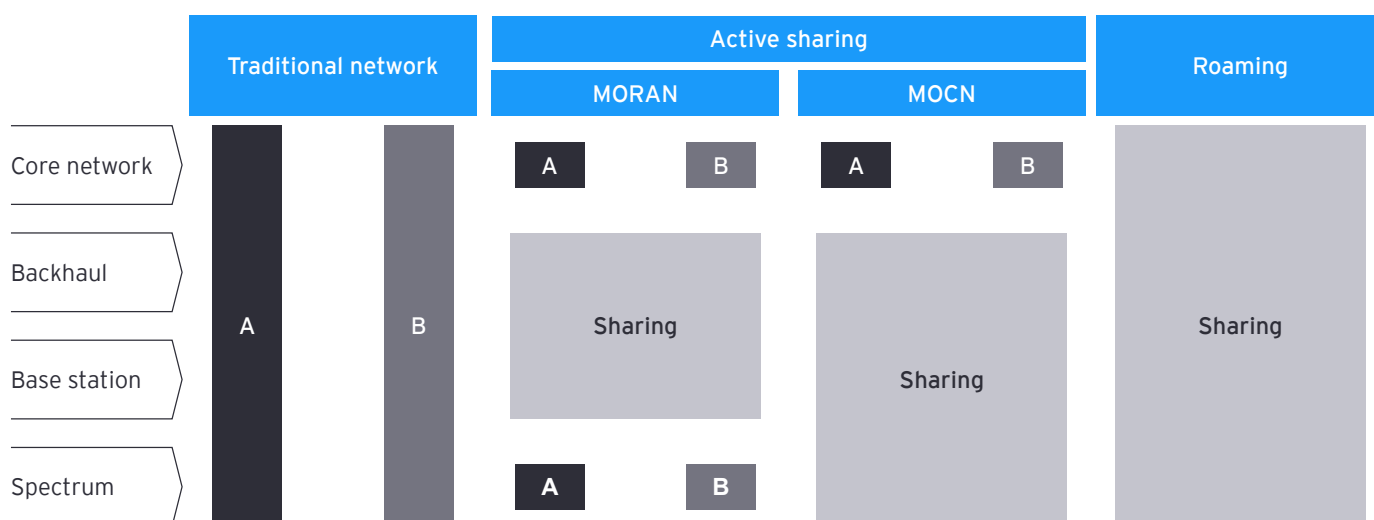 Traditional network
Active sharing
MORAN
MOCN
Roaming
Core network
A
B
A
B
Backhaul
A
B
Sharing
Sharing
Sharing
Base station
Spectrum
A
B